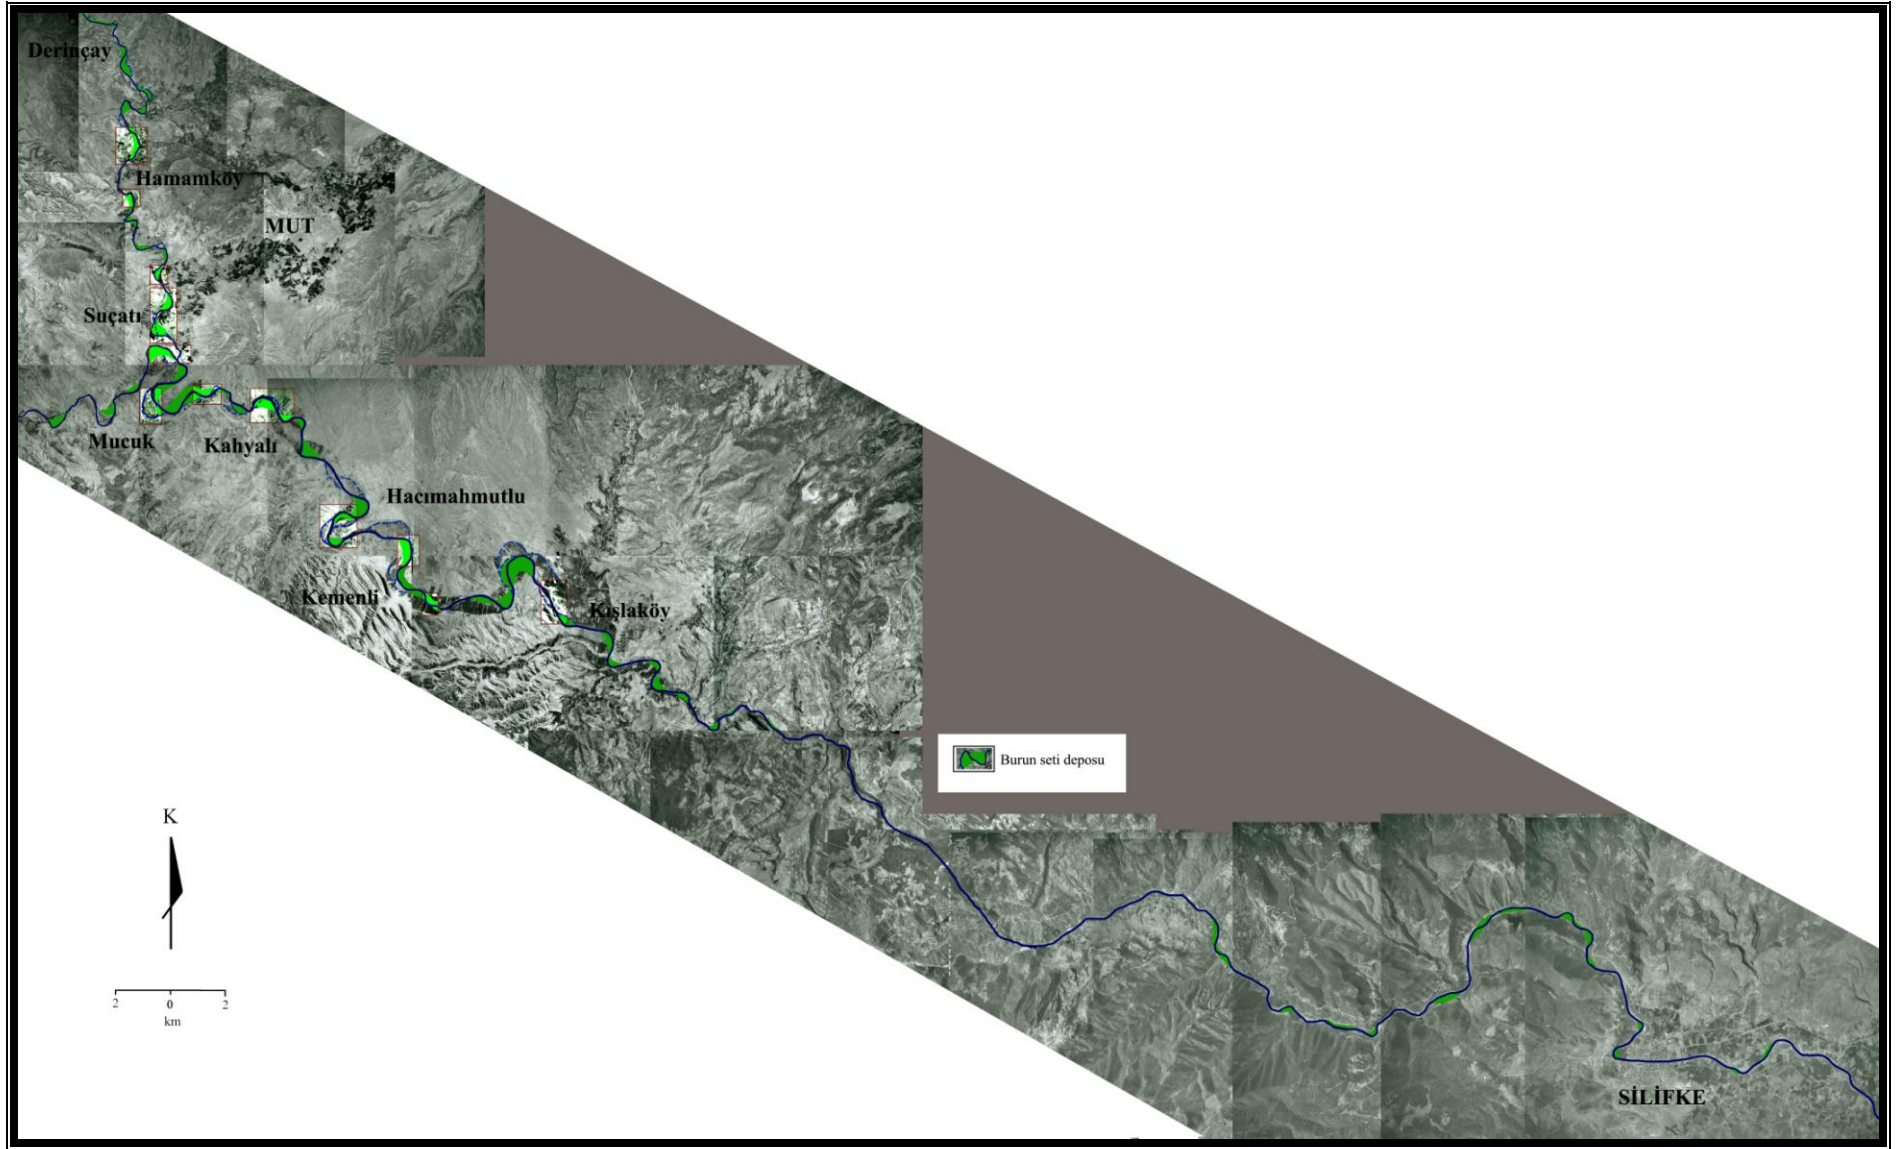 Derinçay
Hamamköy
MUT
Suçatı
Mucuk
Kahyalı
Hacımahmutlu
Kemenli
Kışlaköy
Burun seti deposu
K
2 0 2
km
SİLİFKE